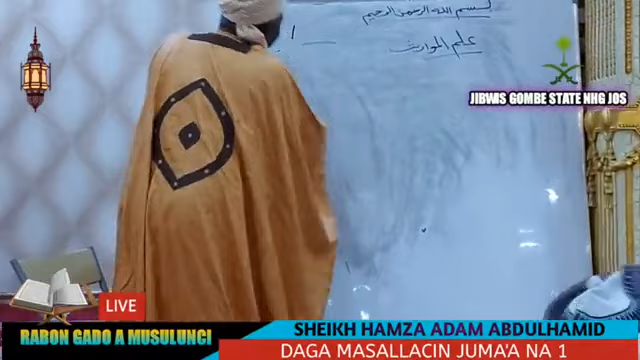 بسم الله الرحمن الرحيم
علم المواريث
JIBWIS GOMBE STATE NHQ JOS
LIVE
RABON GADO A MUSULUNCI
SHEIKH HAMZA ADAM ABDULHAMID
DAGA MASALLACIN JUMA'A NA 1